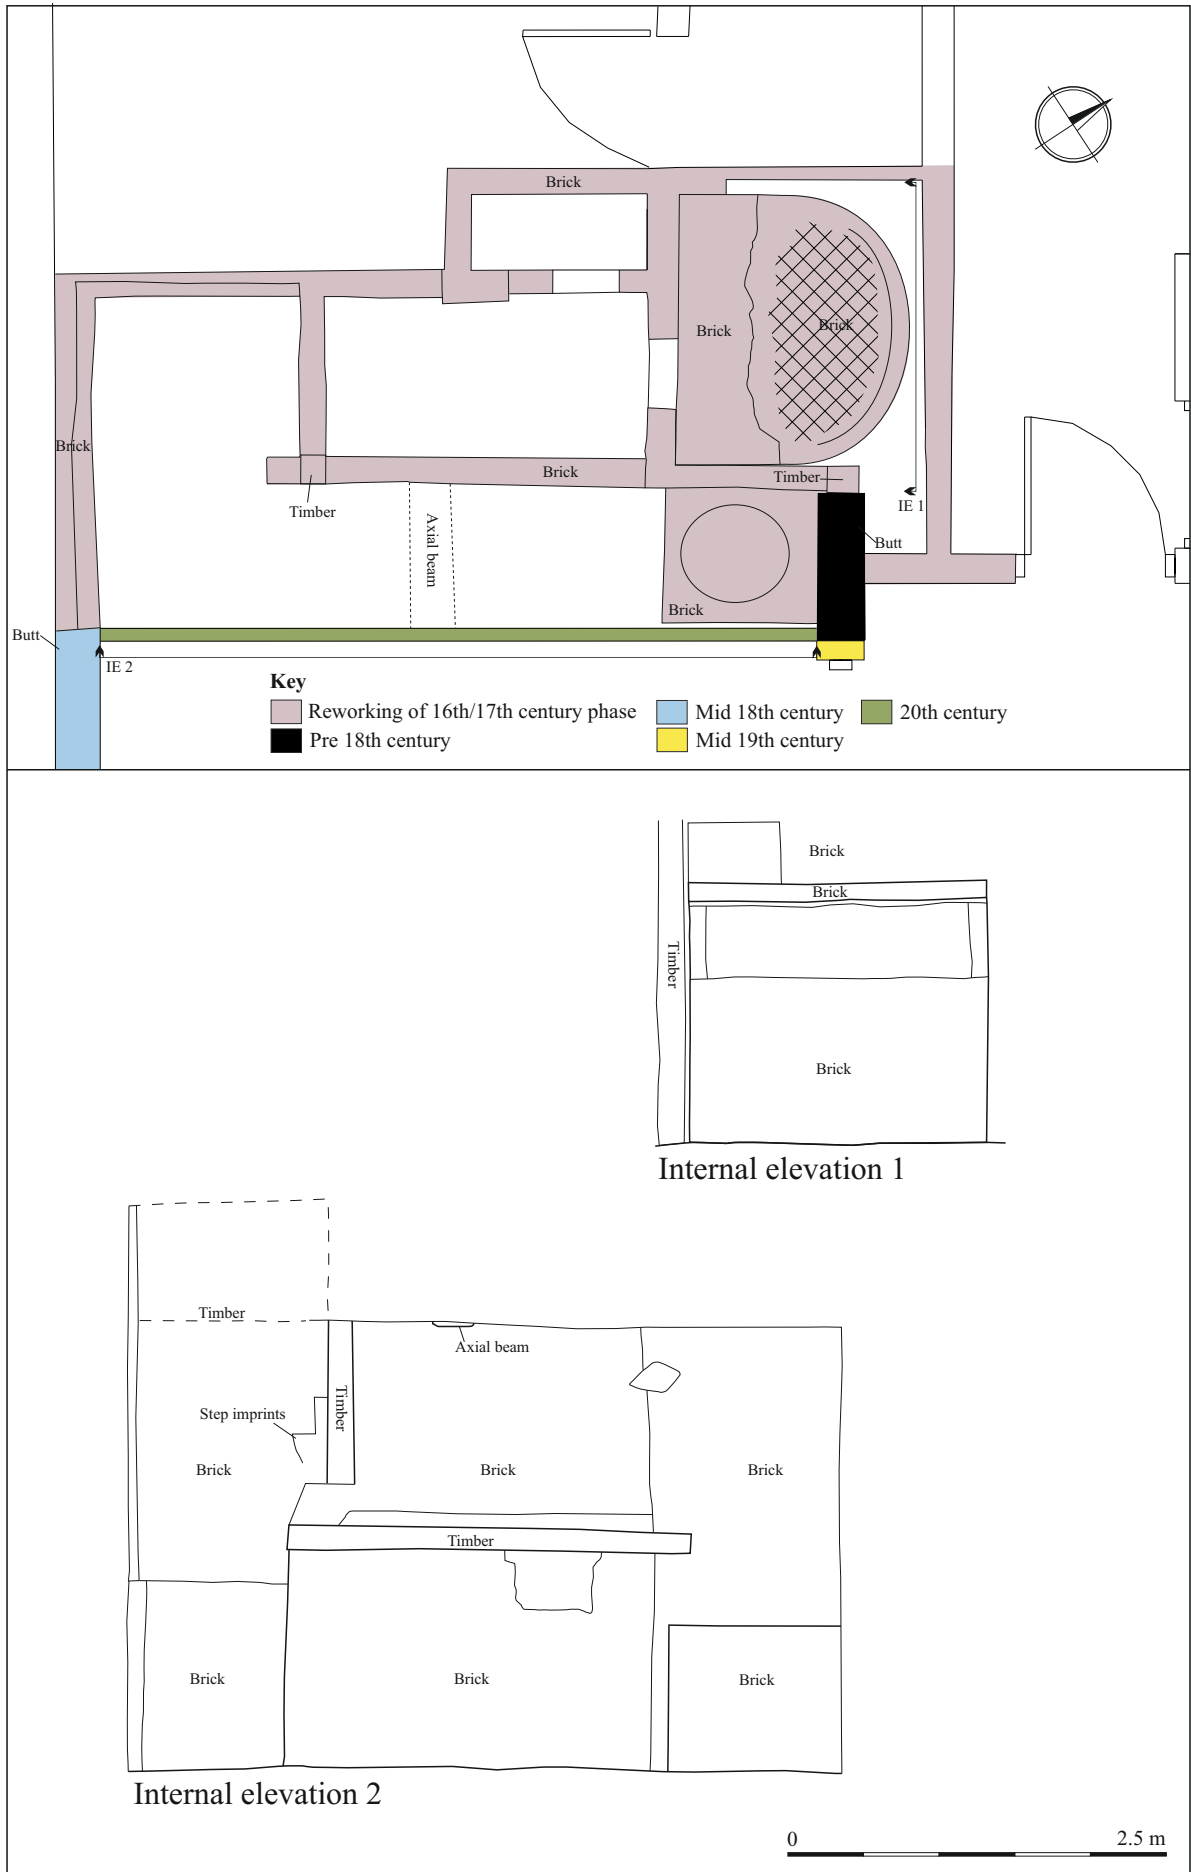 Brick
Brick
Brick
Brick
Brick
Timber
IE 1
Timber
Axial beam
Butt
Brick
Butt
IE 2
Key
Reworking of 16th/17th century phase
Mid 18th century
20th century
Pre 18th century
Mid 19th century
Brick
Brick
Timber
Brick
Internal elevation 1
Timber
Axial beam
Timber
Step imprints
Brick
Brick
Brick
Timber
Brick
Brick
Brick
Internal elevation 2
0
2.5 m